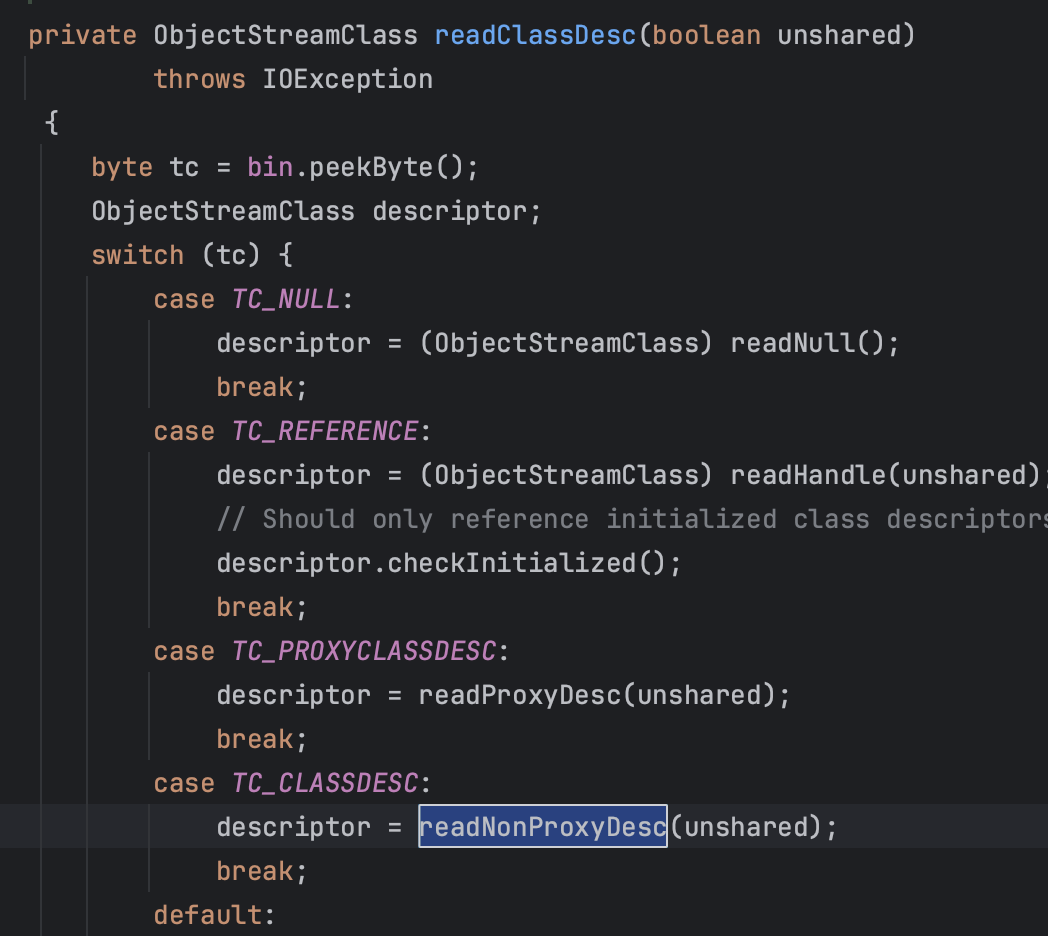 private ObjectStreamClass readClassDesc(boolean unshared)
throws IOException
{
byte tc = bin.peekByte();
ObjectStreamClass descriptor;
switch (tc) {
case TC_NULL:
descriptor = (ObjectStreamClass) readNull();
break;
case TC_REFERENCE:
descriptor = (ObjectStreamClass) readHandle(unshared);
// Should only reference initialized class descriptors
descriptor.checkInitialized();
break;
case TC_PROXYCLASSDESC:
descriptor = readProxyDesc(unshared);
break;
case TC_CLASSDESC:
descriptor = readNonProxyDesc(unshared);
break;
default: